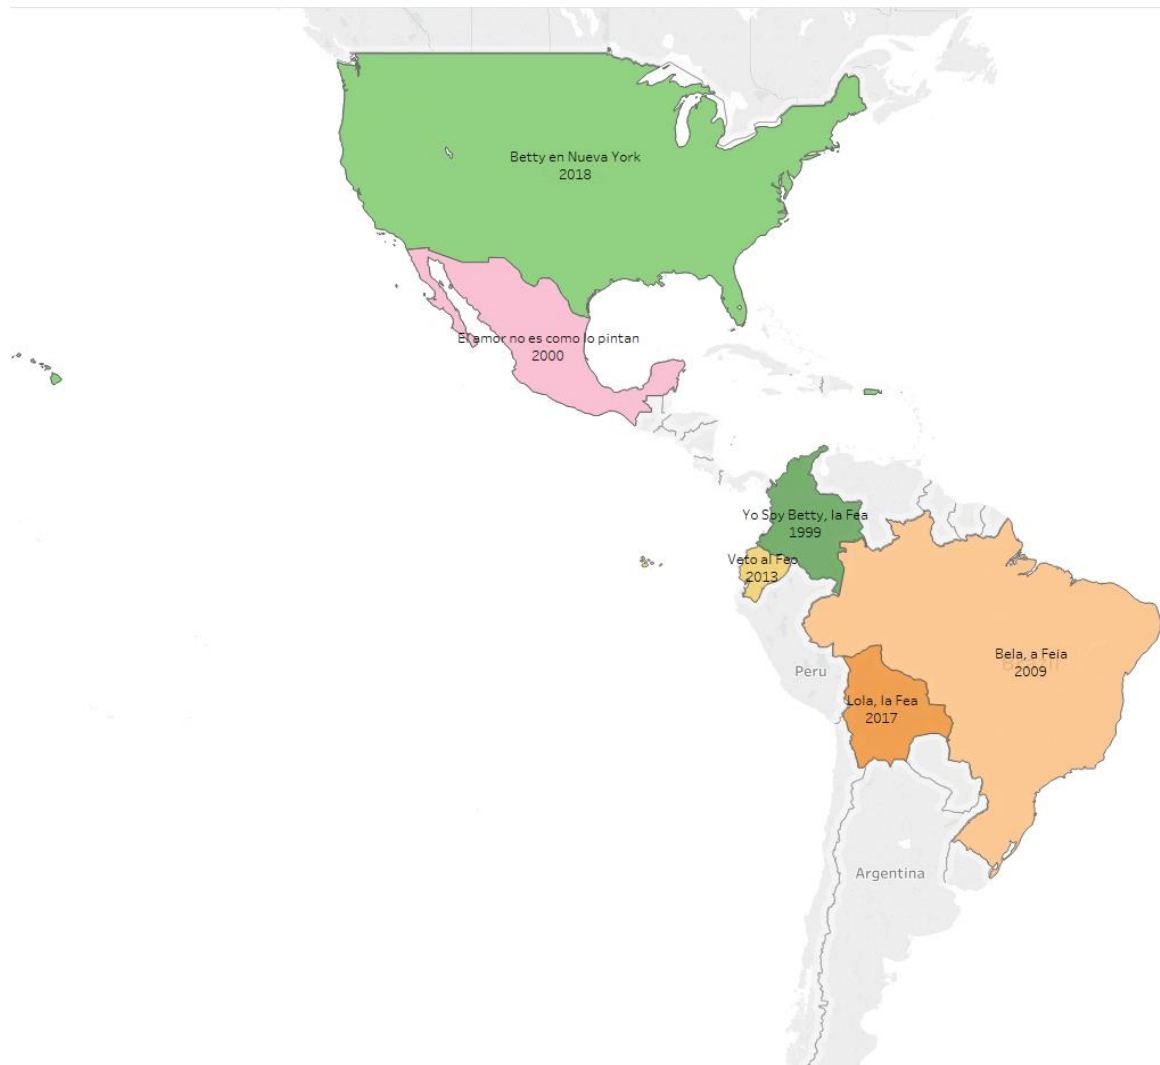 Betty en Nueva York
2018
El amor no es como lo pintan
2000
Yo Soy Betty, la Fea
1999
Veto al Feo
2013
Bela, a Feia
2009
Peru
Lola, la Fea
2017
Argentina